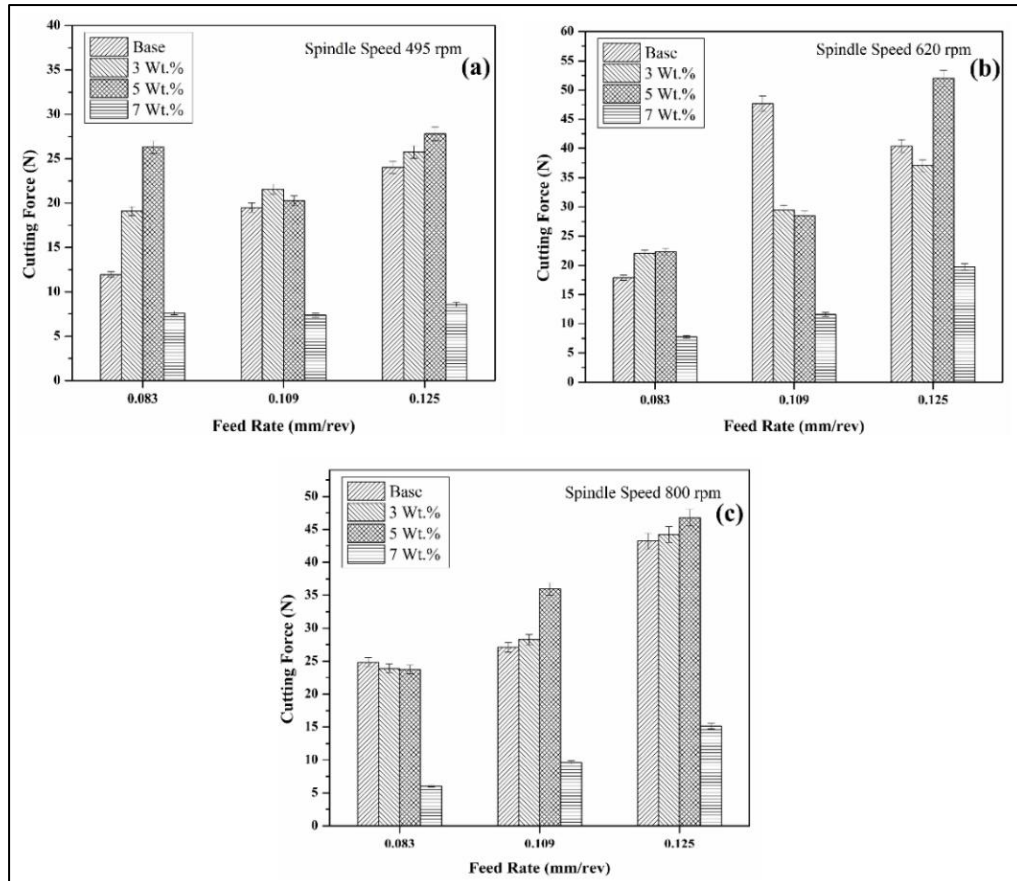 40
35
30
25
20
15
10
5
0
Cutting Force (N)
Base
3 Wt.%
5 Wt.%
7 Wt.%
Spindle Speed 495 rpm
(a)
0.083 0.109 0.125
Feed Rate (mm/rev)
60
55
50
45
40
35
30
25
20
15
10
5
0
Cutting Force (N)
Base
3 Wt.%
5 Wt.%
7 Wt.%
Spindle Speed 620 rpm
(b)
0.083 0.109 0.125
Feed Rate (mm/rev)
50
45
40
35
30
25
20
15
10
5
0
Cutting Force (N)
Base
3 Wt.%
5 Wt.%
7 Wt.%
Spindle Speed 800 rpm
(c)
0.083 0.109 0.125
Feed Rate (mm/rev)